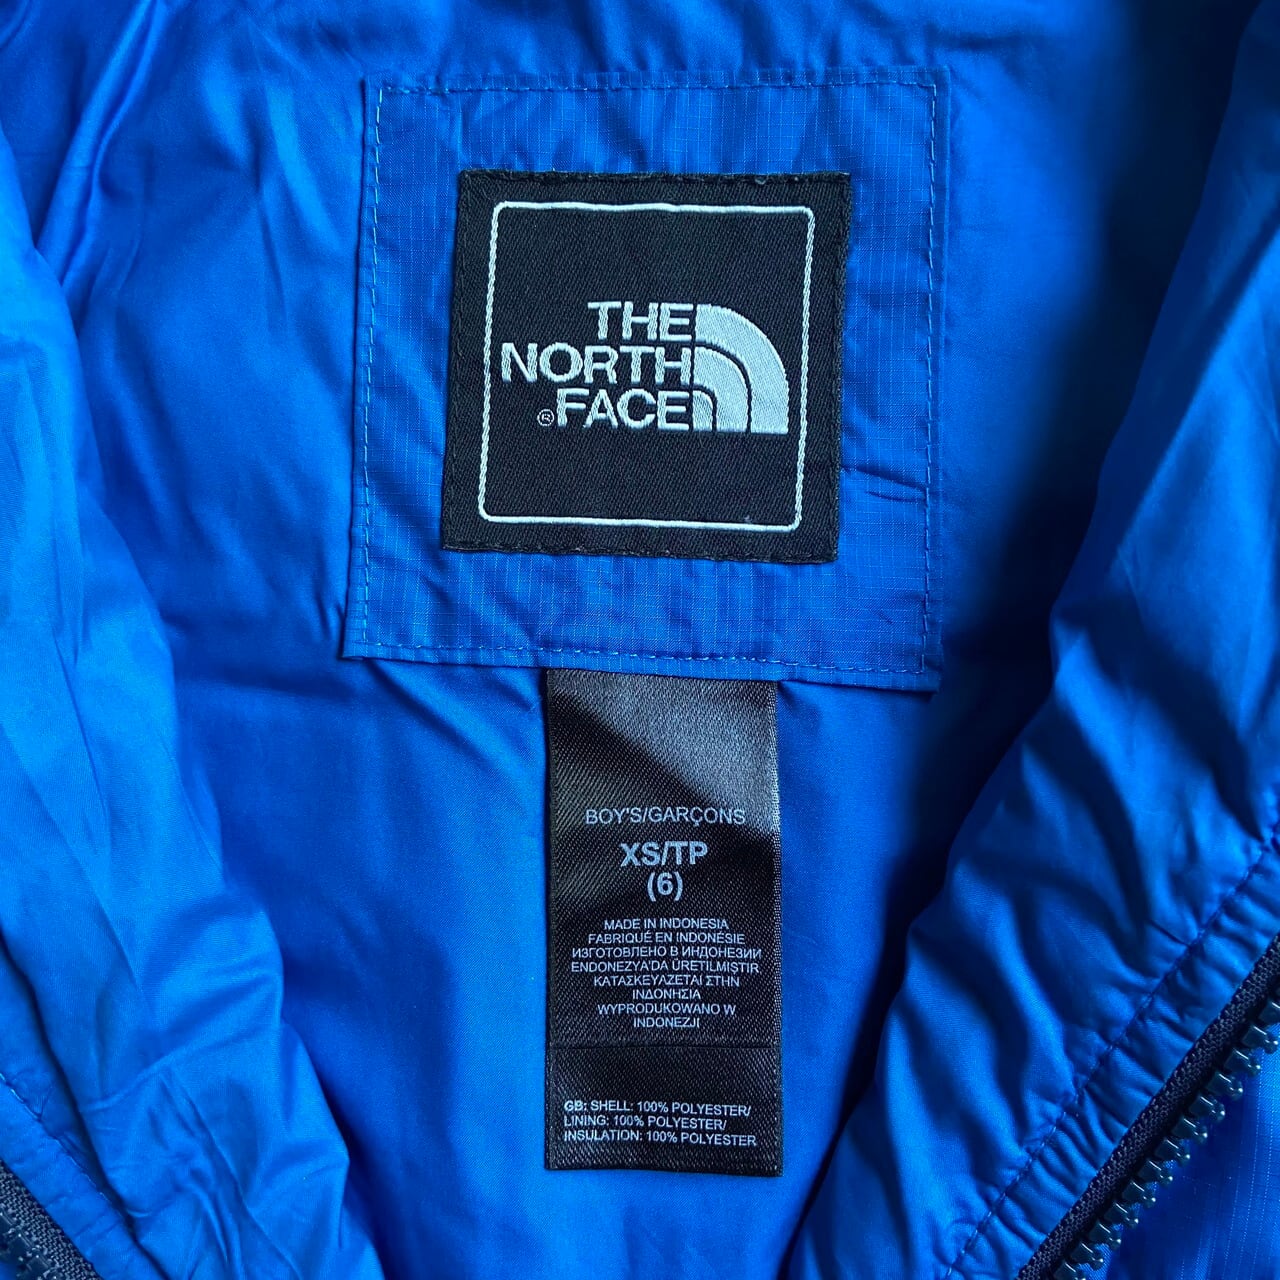 THE
NORTH
®FACE
BOY'S/GARÇONS
XS/TP
(6)
MADE IN INDONESIA
FABRIQUÉ EN INDONÉSIE
ИЗГОТОВЛЕНО В ИНДОНЕЗИИ
ENDONEZYA'DA ÜRETILMIŞTIR
ΚΑΤΑΣΚΕΥΑΖΕΤΑΙ ΣΤΗΝ
ΙΝΔΟΝΗΣΙΑ
WYPRODUKOWANO W
INDONEZJI
GB: SHELL: 100% POLYESTER/
LINING: 100% POLYESTER/
INSULATION: 100% POLYESTER